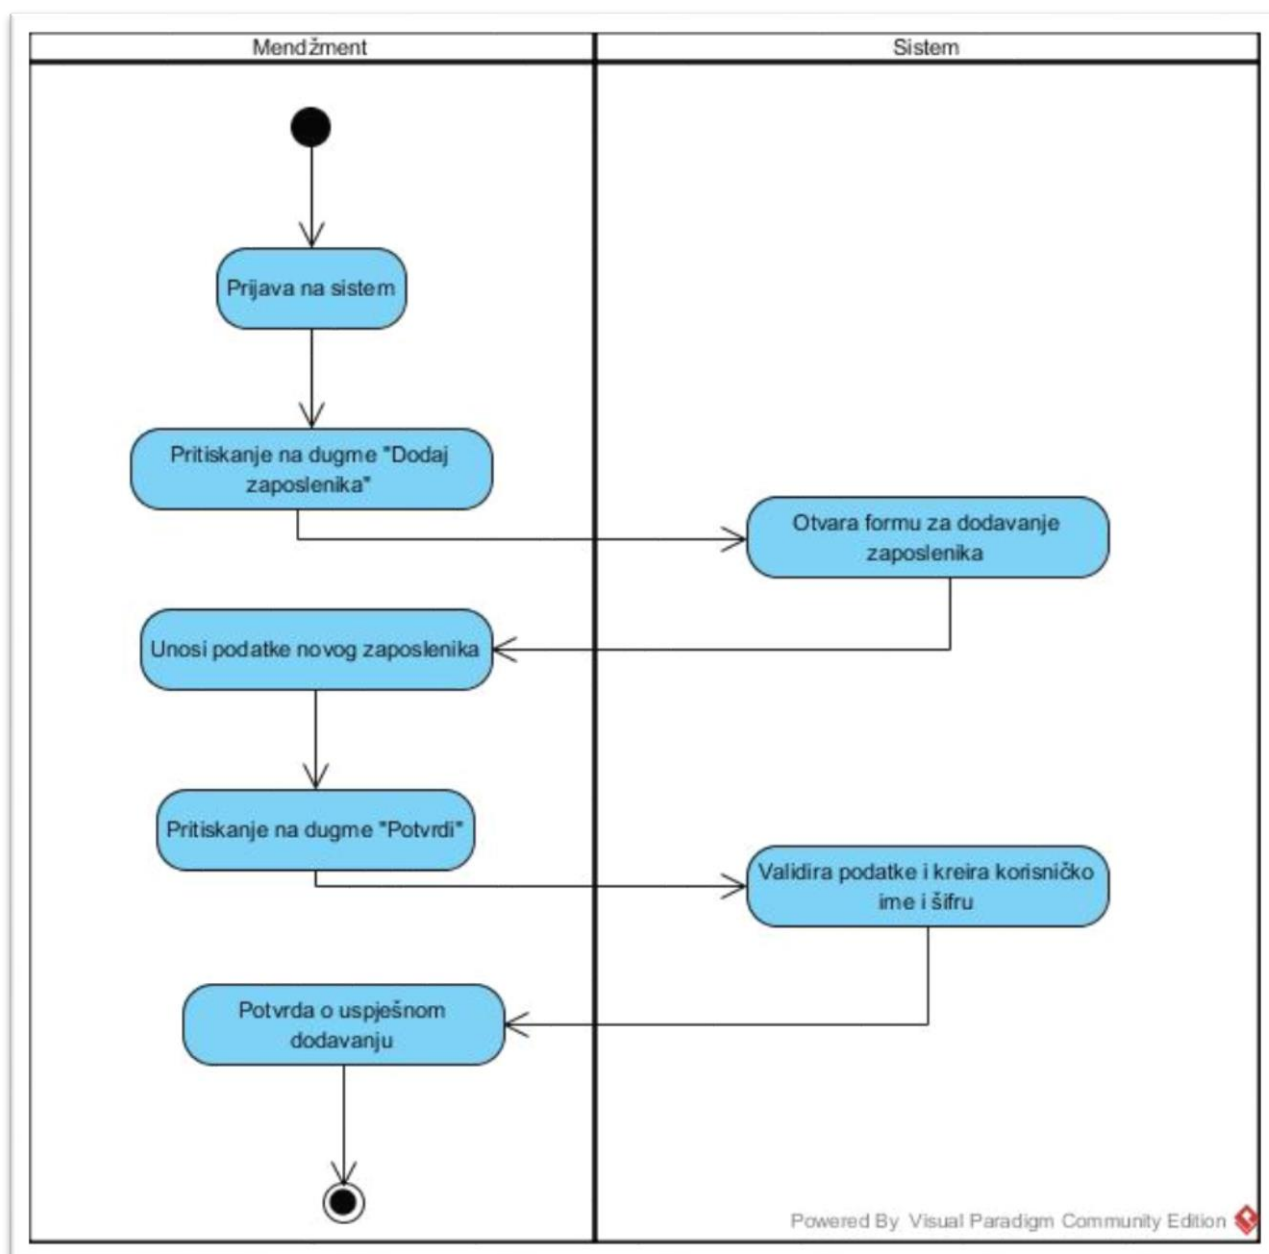 Mendžment
Sistem
Prijava na sistem
Pritiskanje na dugme "Dodaj
zaposlenika"
Otvara formu za dodavanje
zaposlenika
Unosi podatke novog zaposlenika
Pritiskanje na dugme "Potvrdi"
Validira podatke i kreira korisničko
ime i šifru
Potvrda o uspješnom
dodavanju
Powered By Visual Paradigm Community Edition